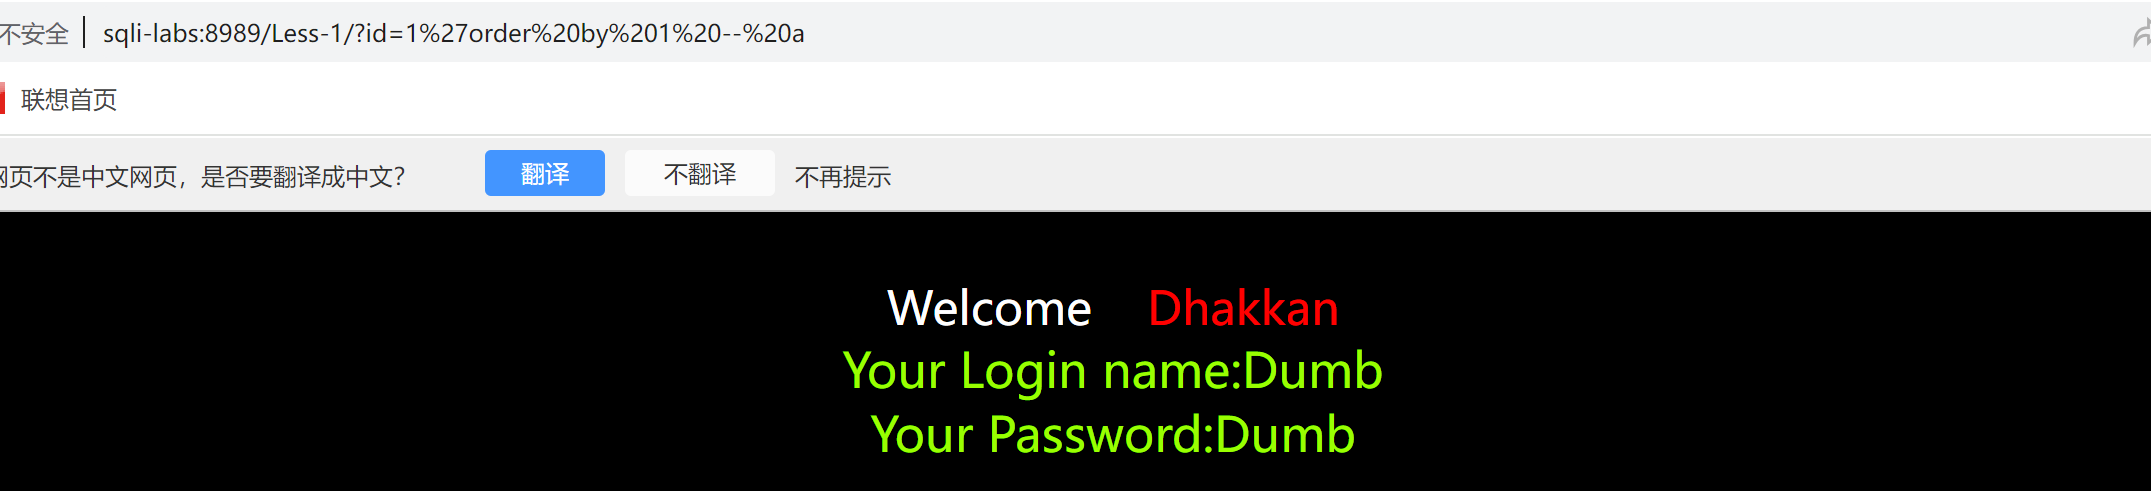 不安全 sqli-labs:8989/Less-1/?id=1%27order%20by%201%20--%20a
联想首页
网页不是中文网页，是否要翻译成中文？ 翻译 不翻译 不再提示
Welcome Dhakkan
Your Login name:Dumb
Your Password:Dumb